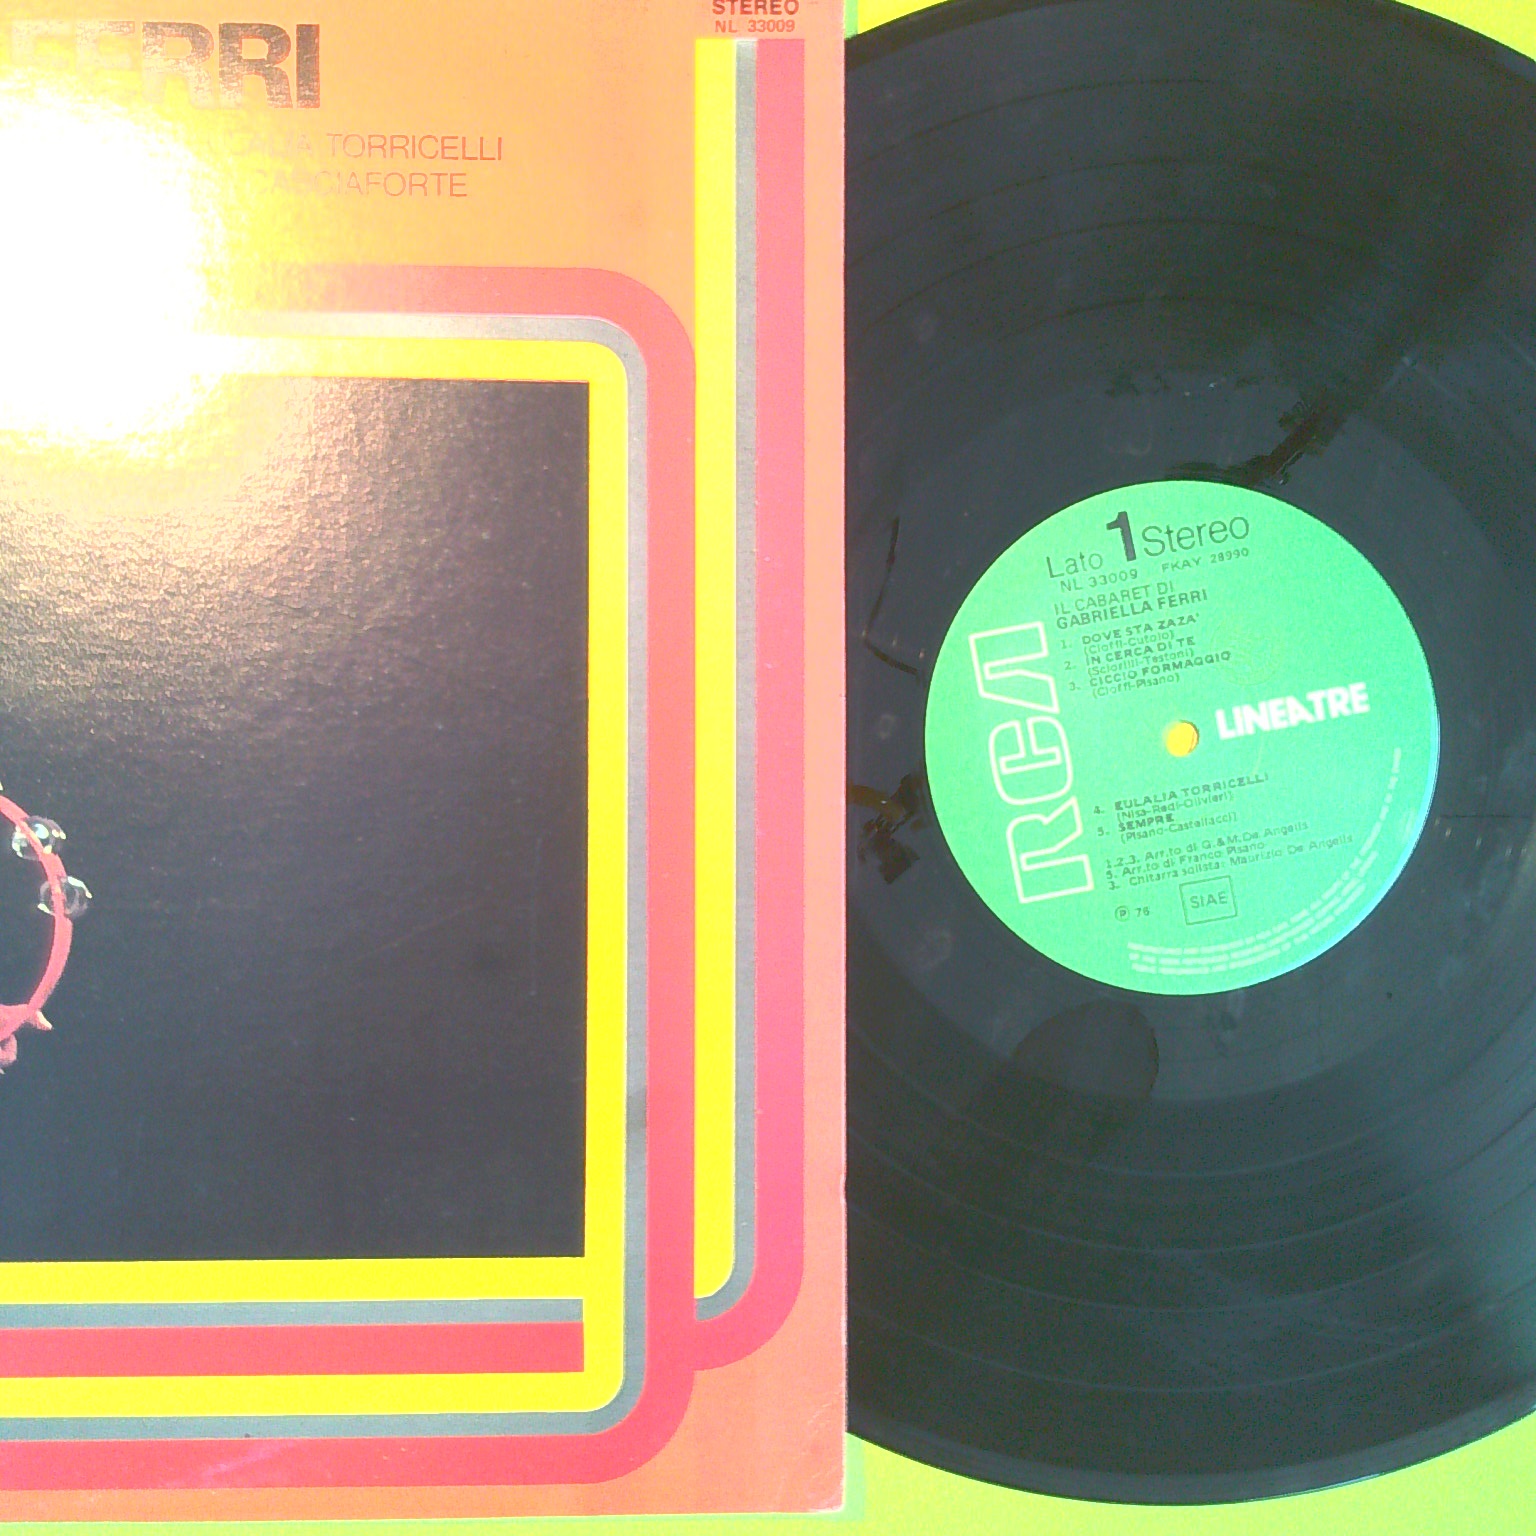 FERRI
STEREO
NL 33009
TORRICELLI
CACCIAFORTE
Lato 1 Stereo
NL 33009 FKAY 28990
IL CABARET DI
GABRIELLA FERRI
1. DOVE STA ZAZA'
(Cioffi-Cutolo)
2. IN CERCA DI TE
(Sciorilli-Testoni)
3. CICCIO FORMAGGIO
(Cioffi-Pisano)
RCA
LINEATRE
4. EULALIA TORRICELLI
(Nisa-Redi-Olivieri)
5. SEMPRE
(Pisano-Castellacci)
1.2.3. Arr.to di G.&M.De Angelis
5. Arr.to di Franco Pisano
3. Chitarra solista: Maurizio De Angelis
℗ 76
SIAE